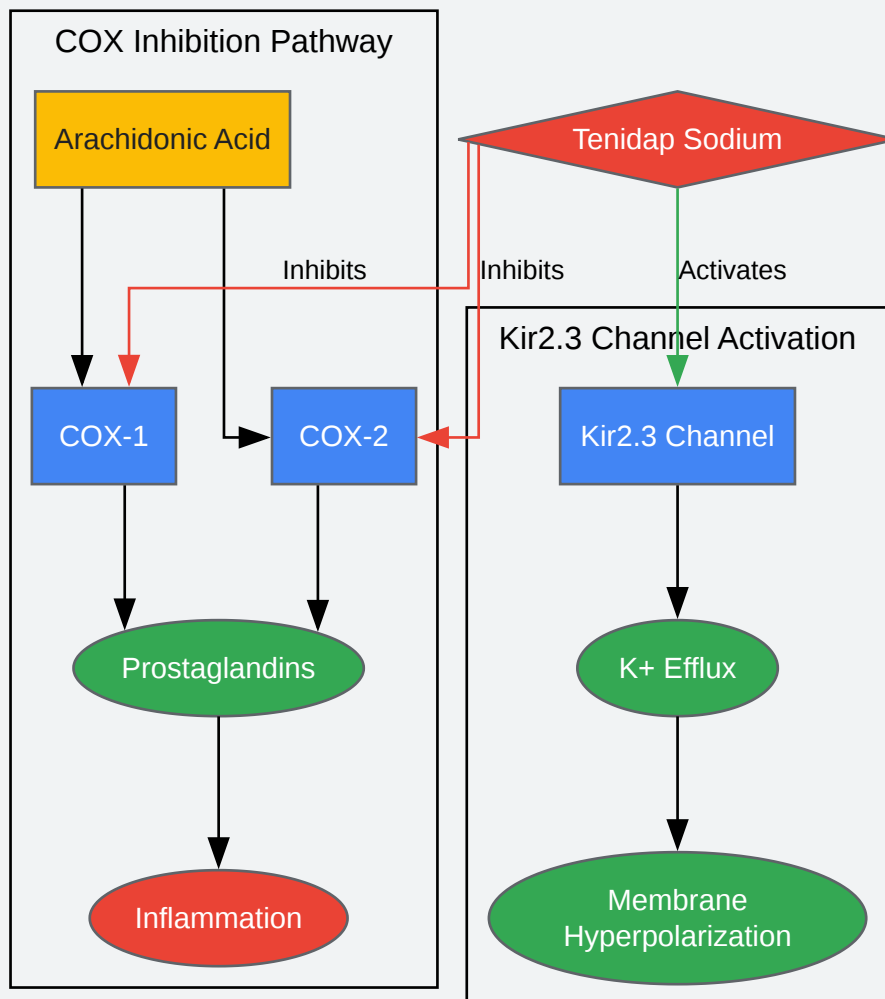 COX Inhibition Pathway
Arachidonic Acid
Tenidap Sodium
Inhibits
Inhibits
Activates
Kir2.3 Channel Activation
COX-1
COX-2
Kir2.3 Channel
Prostaglandins
K+ Efflux
Inflammation
Membrane
Hyperpolarization